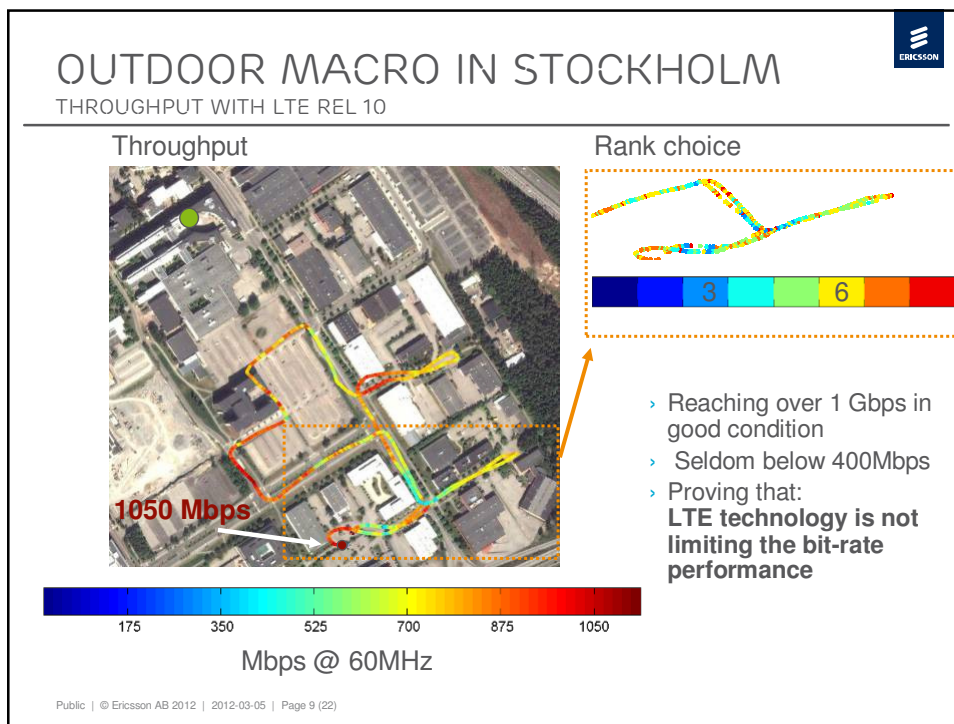 ERICSSON
OUTDOOR MACRO IN STOCKHOLM
THROUGHPUT WITH LTE REL 10
Throughput
Rank choice
3 6
1050 Mbps
› Reaching over 1 Gbps in
good condition
› Seldom below 400Mbps
› Proving that:
LTE technology is not
limiting the bit-rate
performance
175 350 525 700 875 1050
Mbps @ 60MHz
Public | © Ericsson AB 2012 | 2012-03-05 | Page 9 (22)